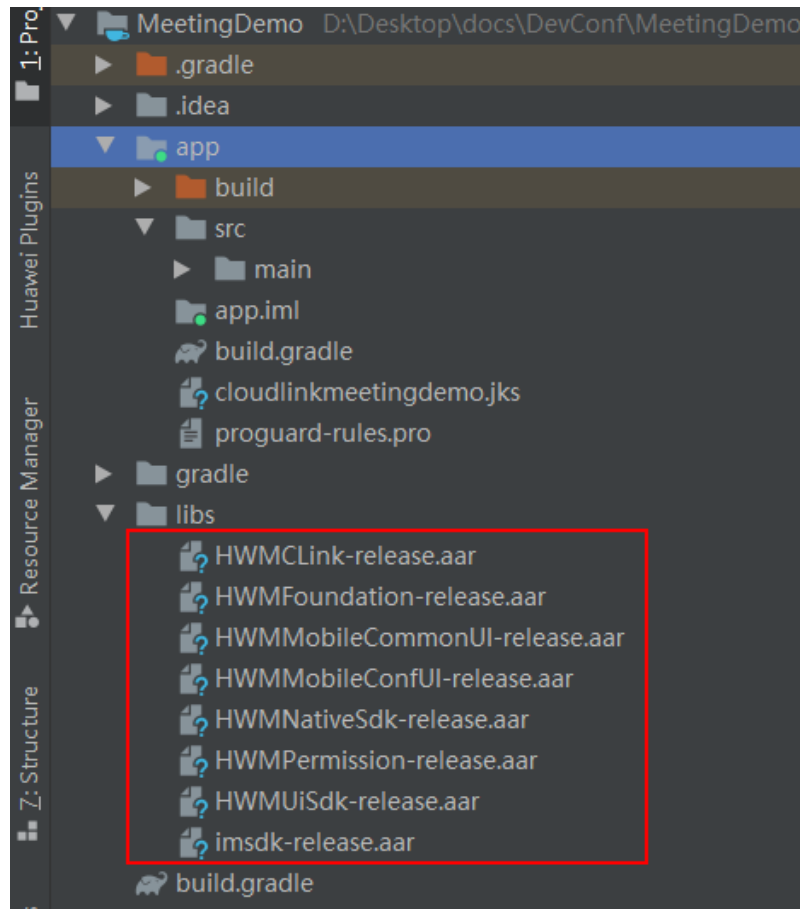 MeetingDemo D:\Desktop\docs\DevConf\MeetingDemo
.gradle
.idea
app
build
src
main
app.iml
build.gradle
cloudlinkmeetingdemo.jks
proguard-rules.pro
gradle
libs
HWMCLink-release.aar
HWMFoundation-release.aar
HWMMobileCommonUI-release.aar
HWMMobileConfUI-release.aar
HWMNativeSdk-release.aar
HWMPermission-release.aar
HWMUiSdk-release.aar
imsdk-release.aar
build.gradle
1: Proj
Huawei Plugins
Resource Manager
Z: Structure